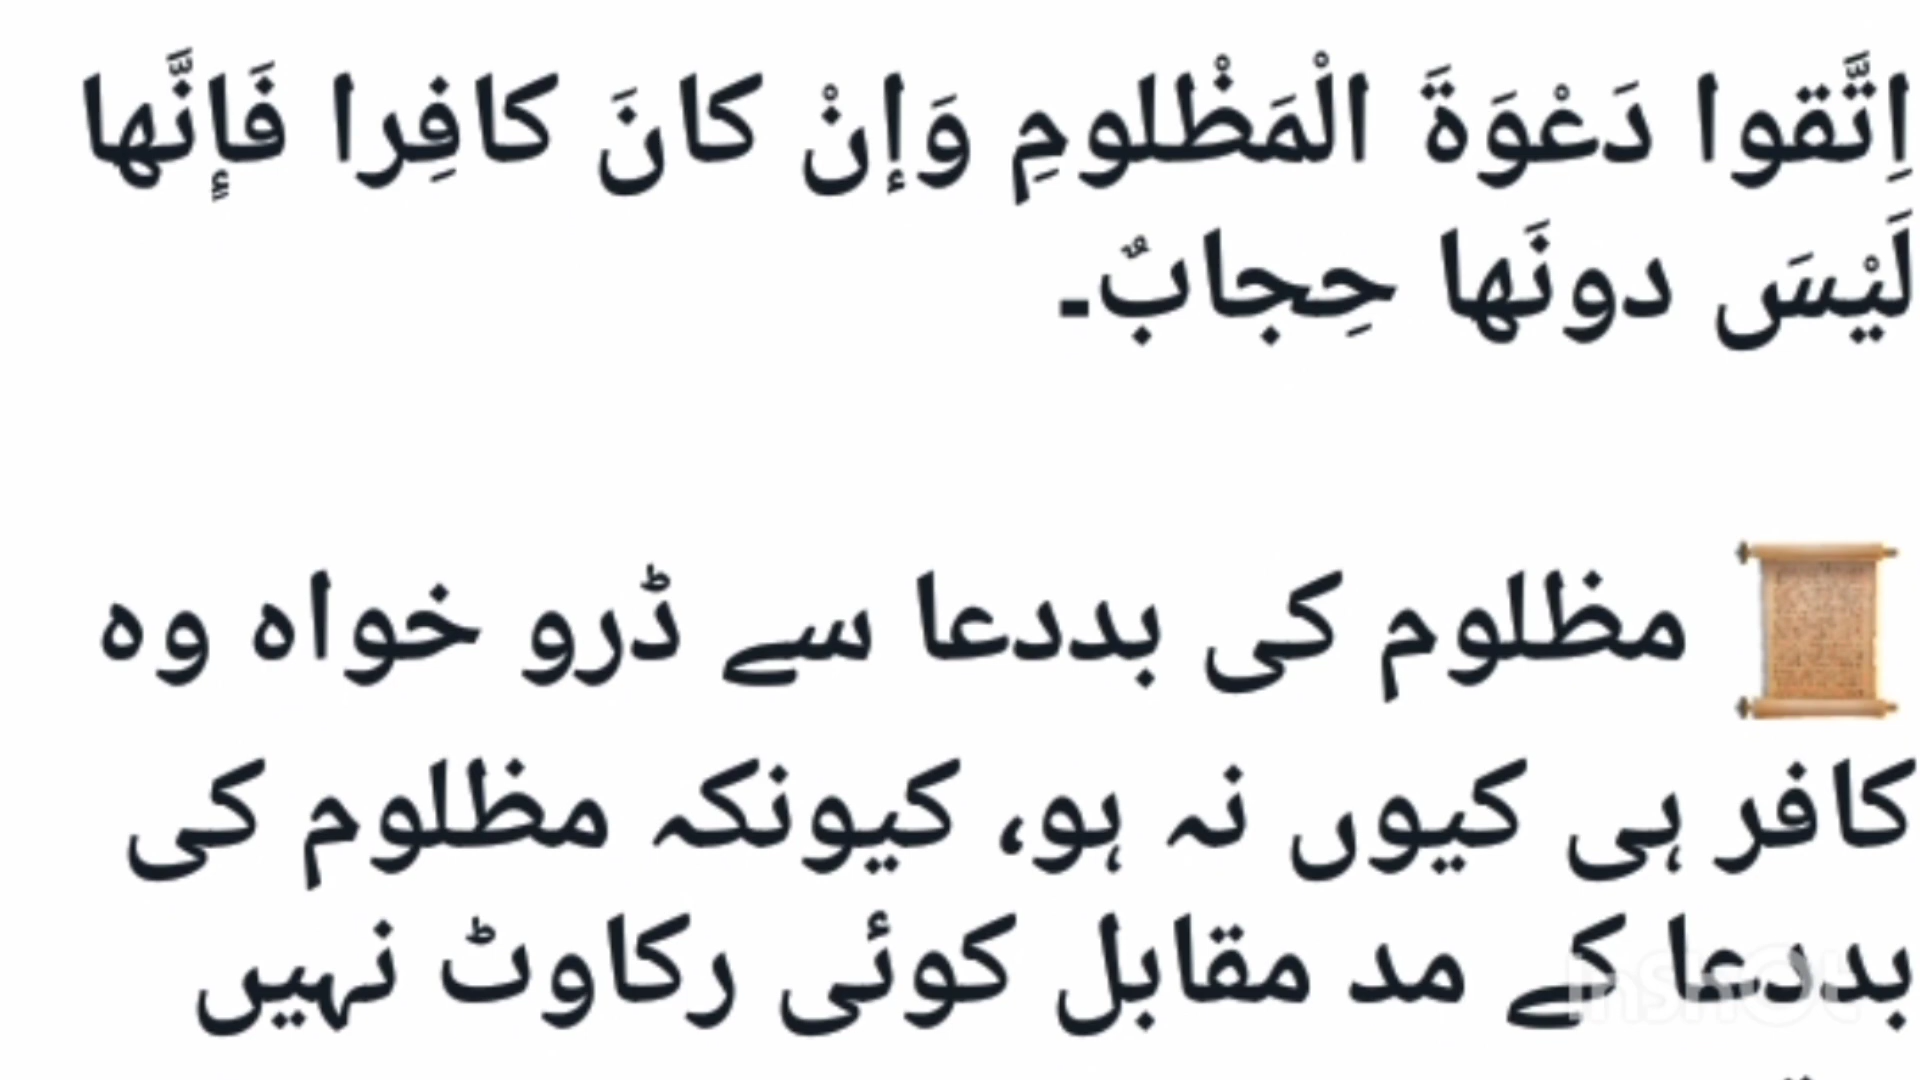 اِتَّقوا دَعْوَةَ الْمَظْلومِ وَإنْ كانَ كافِرا فَإِنَّها
لَيْسَ دونَها حِجابٌ۔
مظلوم کی بددعا سے ڈرو خواہ وہ
کافر ہی کیوں نہ ہو، کیونکہ مظلوم کی
بددعا کے مد مقابل کوئی رکاوٹ نہیں
InShOt